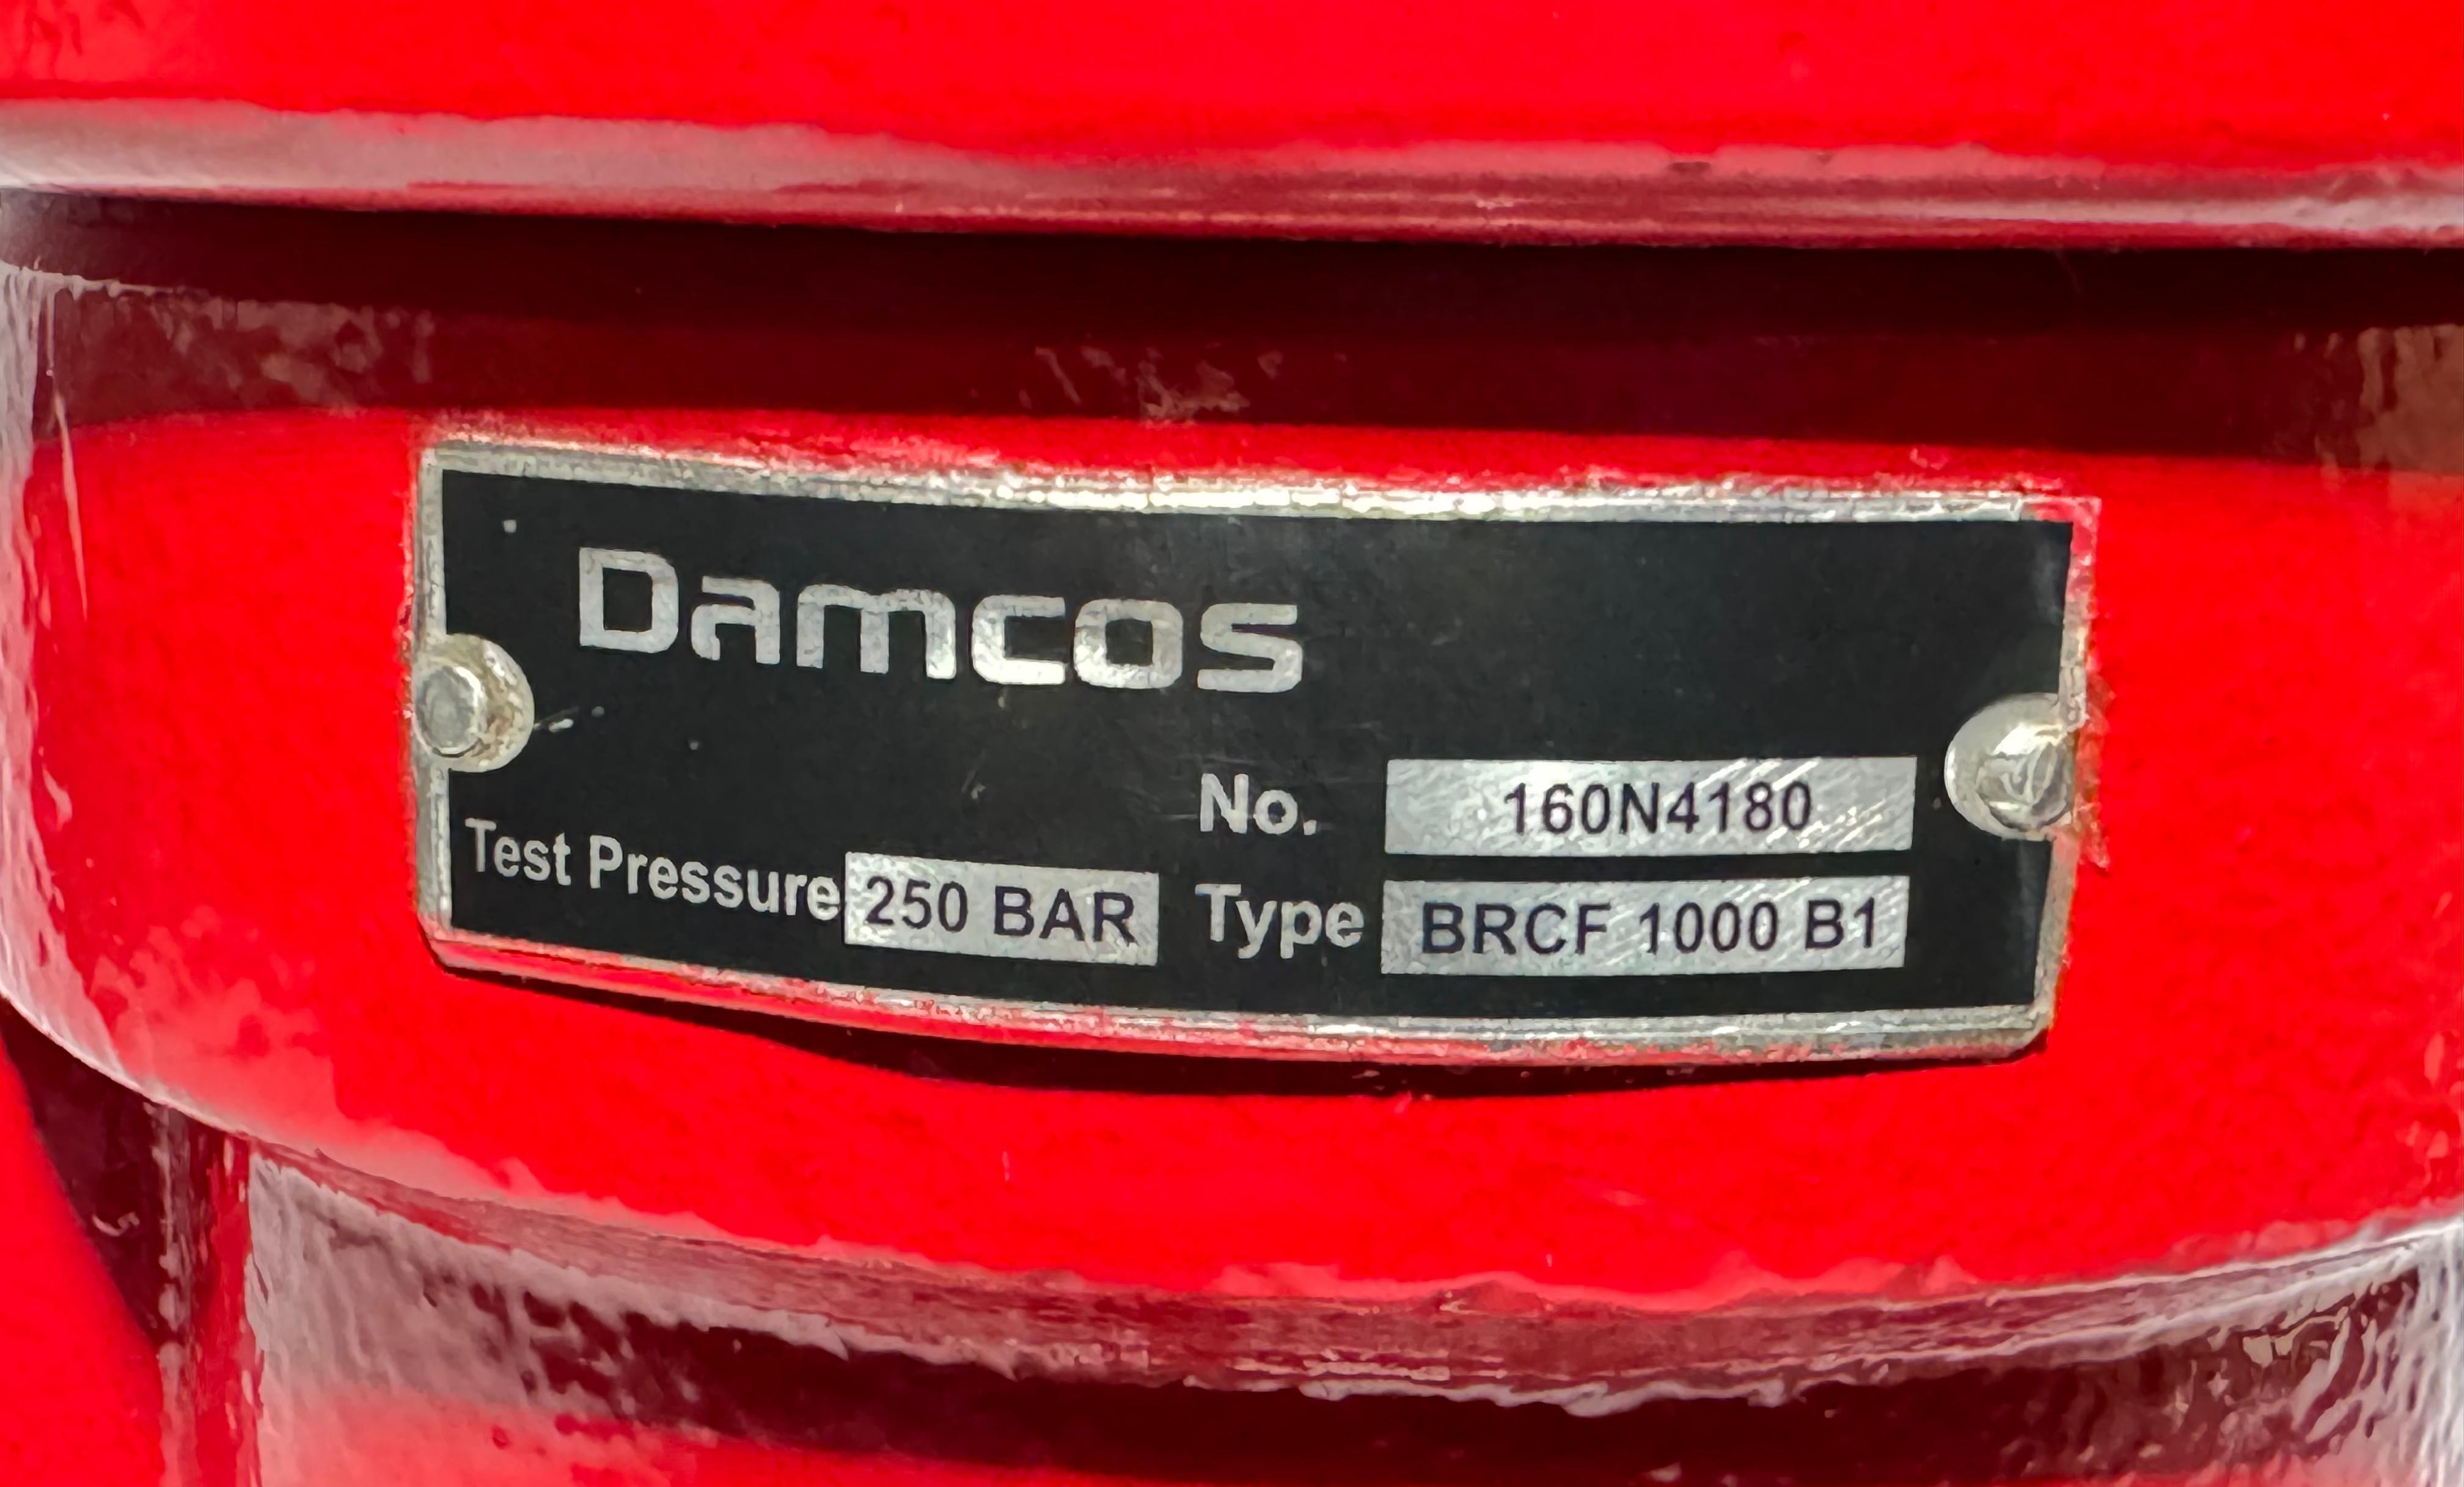 Damcos
No. 160N4180
Test Pressure 250 BAR Type BRCF 1000 B1